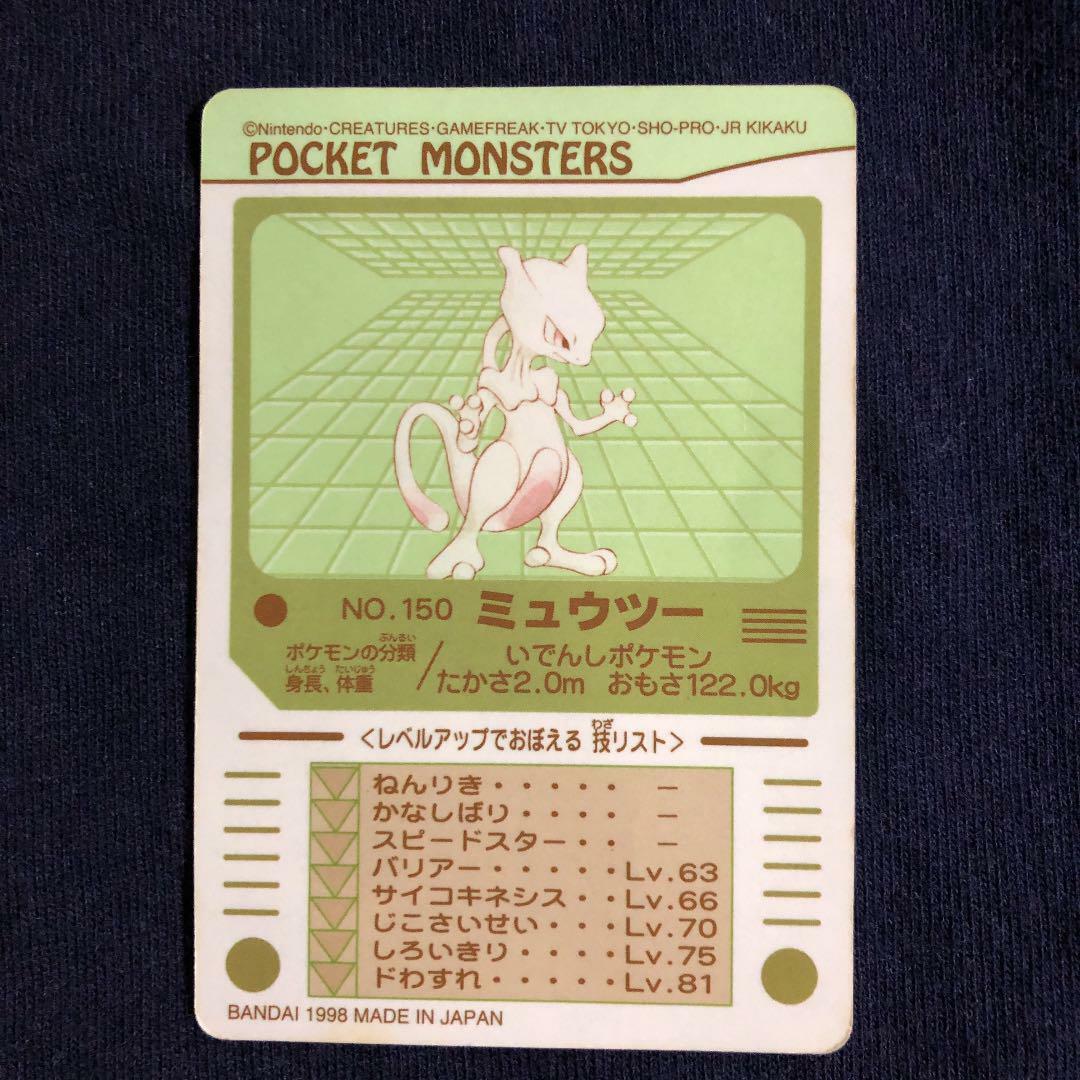 ©Nintendo・CREATURES・GAMEFREAK・TV TOKYO・SHO-PRO・JR KIKAKU
POCKET MONSTERS
NO.150 ミュウツー
ぶんるい
ポケモンの分類 / いでんしポケモン
しんちょう たいじゅう
身長、体重 たかさ2.0m おもさ122.0kg
わざ
<レベルアップでおぼえる 技リスト>
ねんりき・・・・・ −
かなしばり・・・・ −
スピードスター・・ −
バリアー・・・・・Lv.63
サイコキネシス・・Lv.66
じこさいせい・・・Lv.70
しろいきり・・・・Lv.75
ドわすれ・・・・・Lv.81
BANDAI 1998 MADE IN JAPAN